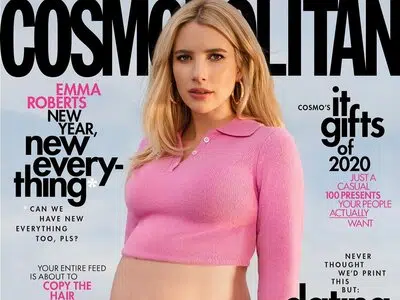 COSMOPOLITAN
EMMA
ROBERTS
NEW
YEAR,
new
every-
thing*
* CAN WE
HAVE NEW
EVERYTHING
TOO, PLS?
YOUR ENTIRE FEED
IS ABOUT TO
COPY THE
HAIR
COSMO'S it
gifts
of
2020
JUST A
CASUAL
100 PRESENTS
YOUR PEOPLE
ACTUALLY
WANT
NEVER
THOUGHT
WE'D PRINT
THIS
BUT:
dating